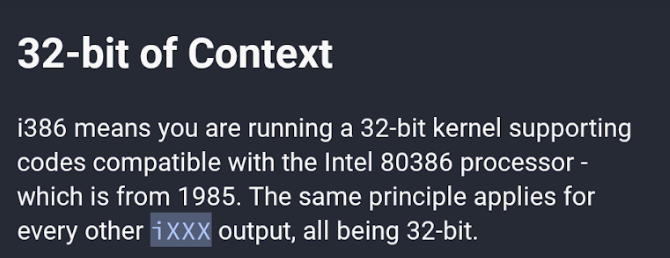 32-bit of Context
i386 means you are running a 32-bit kernel supporting
codes compatible with the Intel 80386 processor -
which is from 1985. The same principle applies for
every other iXXX output, all being 32-bit.